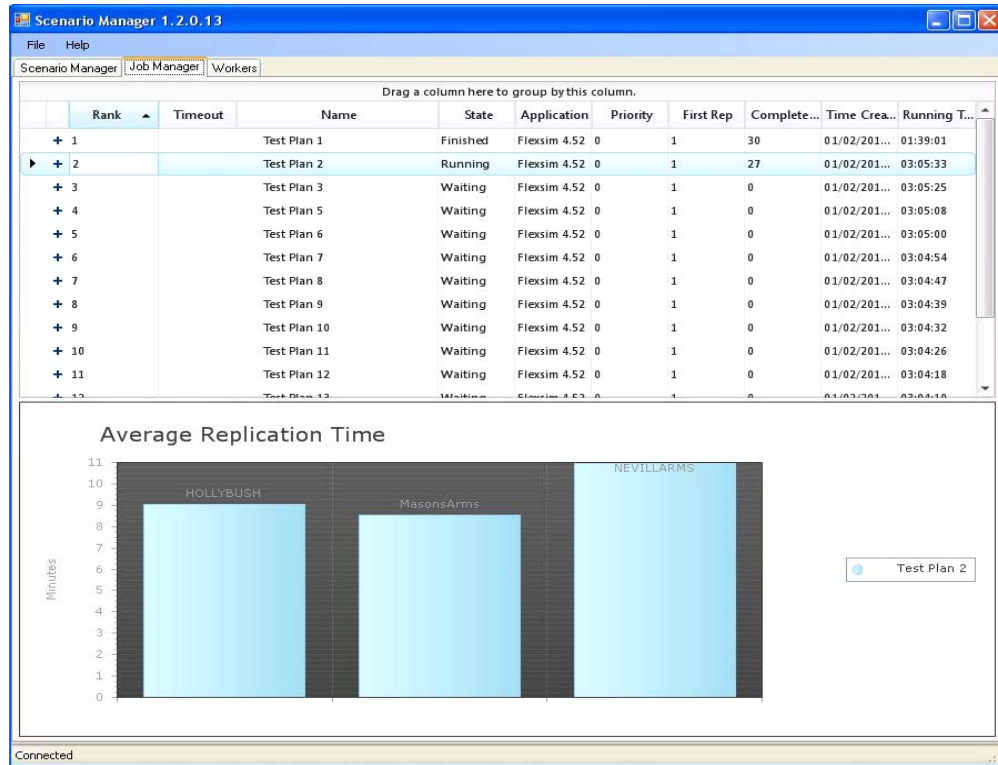 Scenario Manager 1.2.0.13
File Help
Scenario Manager Job Manager Workers
Drag a column here to group by this column.
Rank Timeout Name State Application Priority First Rep Complete... Time Crea... Running T...
1 Test Plan 1 Finished Flexsim 4.52 0 1 30 01/02/201... 01:39:01
2 Test Plan 2 Running Flexsim 4.52 0 1 27 01/02/201... 03:05:33
3 Test Plan 3 Waiting Flexsim 4.52 0 1 0 01/02/201... 03:05:25
4 Test Plan 5 Waiting Flexsim 4.52 0 1 0 01/02/201... 03:05:08
5 Test Plan 6 Waiting Flexsim 4.52 0 1 0 01/02/201... 03:05:00
6 Test Plan 7 Waiting Flexsim 4.52 0 1 0 01/02/201... 03:04:54
7 Test Plan 8 Waiting Flexsim 4.52 0 1 0 01/02/201... 03:04:47
8 Test Plan 9 Waiting Flexsim 4.52 0 1 0 01/02/201... 03:04:39
9 Test Plan 10 Waiting Flexsim 4.52 0 1 0 01/02/201... 03:04:32
10 Test Plan 11 Waiting Flexsim 4.52 0 1 0 01/02/201... 03:04:26
11 Test Plan 12 Waiting Flexsim 4.52 0 1 0 01/02/201... 03:04:18
Average Replication Time
11
10
9
8
7
6
5
4
3
2
1
0
Minutes
HOLLYBUSH
MasonsArms
NEVILLARMS
Test Plan 2
Connected